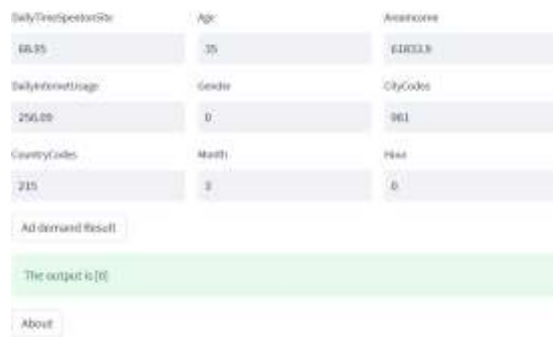 DailyTimeSpentonSite Age AreaIncome
68.95 35 61833.9
DailyInternetUsage Gender CityCodes
256.09 0 961
CountryCodes Month Hour
215 3 0
Ad demand Result
The output is [0]
About